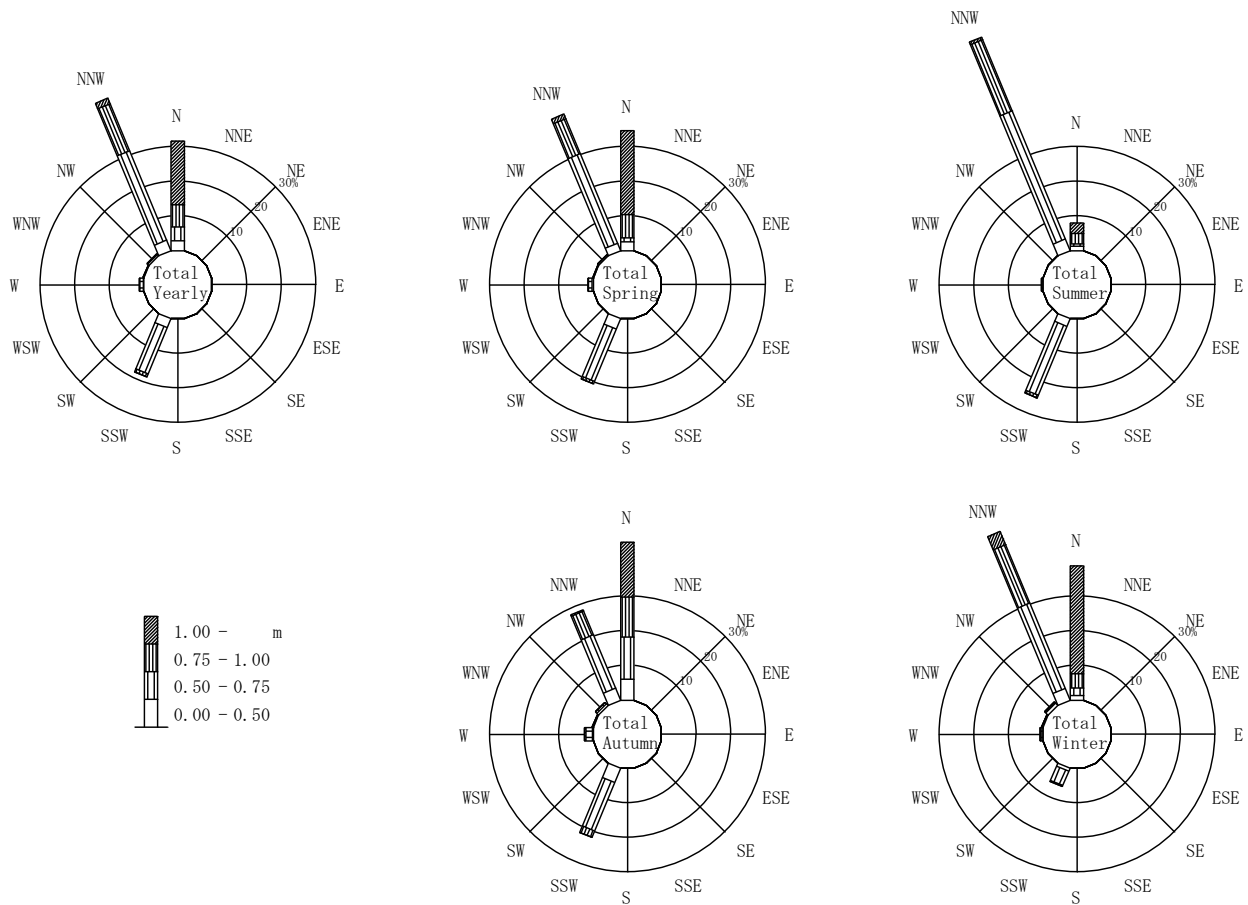 NNW
N
NNE
NW
NE
30%
20
WNW
ENE
10
Total
Yearly
W
E
WSW
ESE
SW
SE
SSW
SSE
S
NNW
N
NNE
NW
NE
30%
20
WNW
ENE
10
Total
Spring
W
E
WSW
ESE
SW
SE
SSW
SSE
S
NNW
N
NNE
NW
NE
30%
20
WNW
ENE
10
Total
Summer
W
E
WSW
ESE
SW
SE
SSW
SSE
S
1.00 - m
0.75 - 1.00
0.50 - 0.75
0.00 - 0.50
N
NNW
NNE
NW
NE
30%
20
WNW
ENE
10
Total
Autumn
W
E
WSW
ESE
SW
SE
SSW
SSE
S
NNW
N
NNE
NW
NE
30%
20
WNW
ENE
10
Total
Winter
W
E
WSW
ESE
SW
SE
SSW
SSE
S